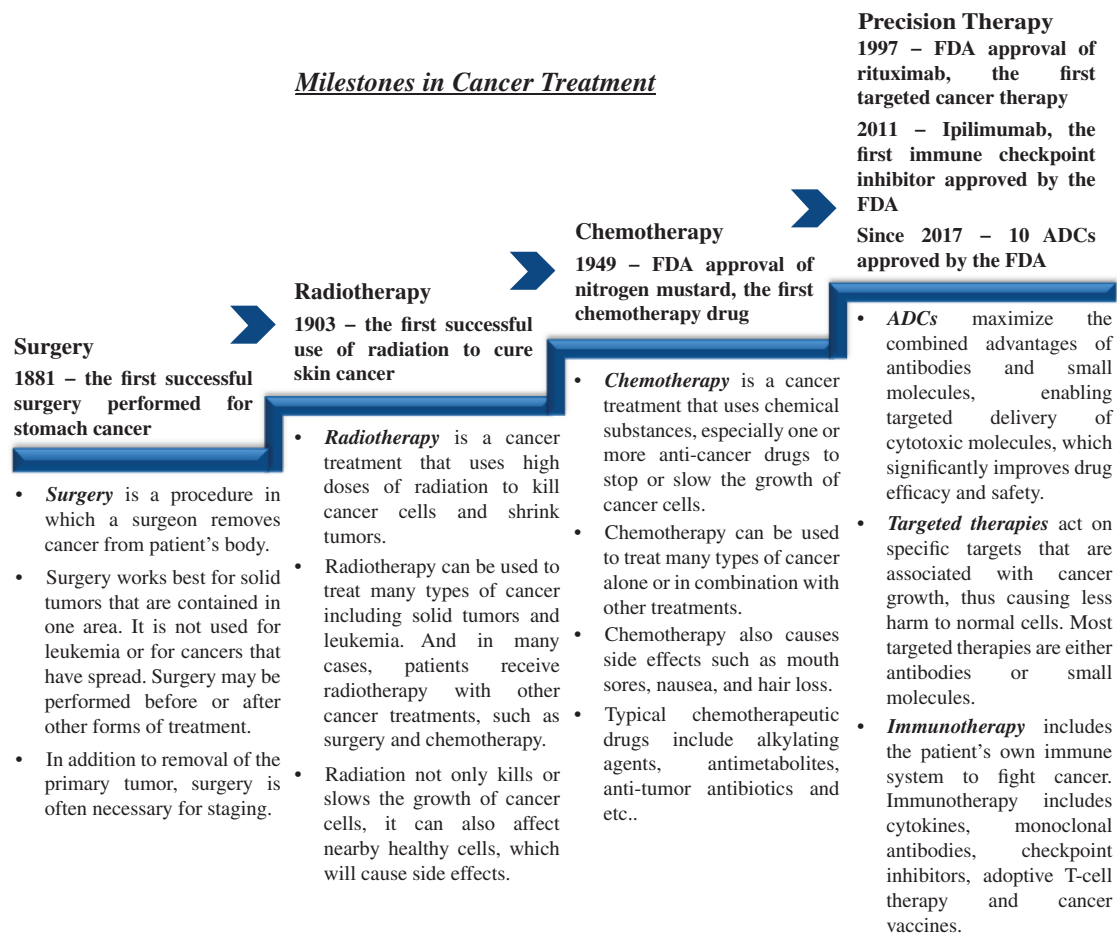 Milestones in Cancer Treatment
Surgery
1881 – the first successful
surgery performed for
stomach cancer
• Surgery is a procedure in
which a surgeon removes
cancer from patient's body.
• Surgery works best for solid
tumors that are contained in
one area. It is not used for
leukemia or for cancers that
have spread. Surgery may be
performed before or after
other forms of treatment.
• In addition to removal of the
primary tumor, surgery is
often necessary for staging.
Radiotherapy
1903 – the first successful
use of radiation to cure
skin cancer
• Radiotherapy is a cancer
treatment that uses high
doses of radiation to kill
cancer cells and shrink
tumors.
• Radiotherapy can be used to
treat many types of cancer
including solid tumors and
leukemia. And in many
cases, patients receive
radiotherapy with other
cancer treatments, such as
surgery and chemotherapy.
• Radiation not only kills or
slows the growth of cancer
cells, it can also affect
nearby healthy cells, which
will cause side effects.
Chemotherapy
1949 – FDA approval of
nitrogen mustard, the first
chemotherapy drug
• Chemotherapy is a cancer
treatment that uses chemical
substances, especially one or
more anti-cancer drugs to
stop or slow the growth of
cancer cells.
• Chemotherapy can be used
to treat many types of cancer
alone or in combination with
other treatments.
• Chemotherapy also causes
side effects such as mouth
sores, nausea, and hair loss.
• Typical chemotherapeutic
drugs include alkylating
agents, antimetabolites,
anti-tumor antibiotics and
etc..
Precision Therapy
1997 – FDA approval of
rituximab, the first
targeted cancer therapy
2011 – Ipilimumab, the
first immune checkpoint
inhibitor approved by the
FDA
Since 2017 – 10 ADCs
approved by the FDA
• ADCs maximize the
combined advantages of
antibodies and small
molecules, enabling
targeted delivery of
cytotoxic molecules, which
significantly improves drug
efficacy and safety.
• Targeted therapies act on
specific targets that are
associated with cancer
growth, thus causing less
harm to normal cells. Most
targeted therapies are either
antibodies or small
molecules.
• Immunotherapy includes
the patient's own immune
system to fight cancer.
Immunotherapy includes
cytokines, monoclonal
antibodies, checkpoint
inhibitors, adoptive T-cell
therapy and cancer
vaccines.